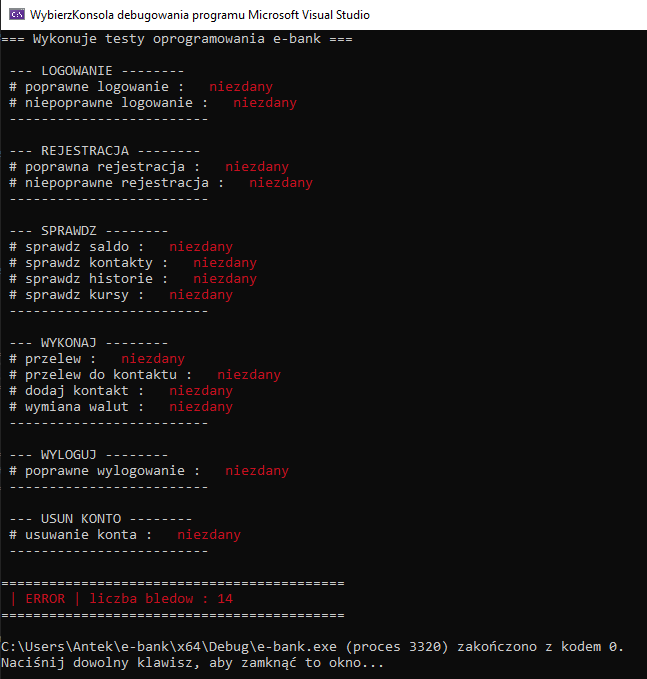 WybierzKonsola debugowania programu Microsoft Visual Studio
=== Wykonuje testy oprogramowania e-bank ===
--- LOGOWANIE --------
# poprawne logowanie :   niezdany
# niepoprawne logowanie :   niezdany
-------------------------
--- REJESTRACJA --------
# poprawna rejestracja :   niezdany
# niepoprawne rejestracja :   niezdany
-------------------------
--- SPRAWDZ --------
# sprawdz saldo :   niezdany
# sprawdz kontakty :   niezdany
# sprawdz historie :   niezdany
# sprawdz kursy :   niezdany
-------------------------
--- WYKONAJ --------
# przelew :   niezdany
# przelew do kontaktu :   niezdany
# dodaj kontakt :   niezdany
# wymiana walut :   niezdany
-------------------------
--- WYLOGUJ --------
# poprawne wylogowanie :   niezdany
-------------------------
--- USUN KONTO --------
# usuwanie konta :   niezdany
-------------------------
===========================================
| ERROR | liczba bledow : 14
===========================================
C:\Users\Antek\e-bank\x64\Debug\e-bank.exe (proces 3320) zakończono z kodem 0.
Naciśnij dowolny klawisz, aby zamknąć to okno...